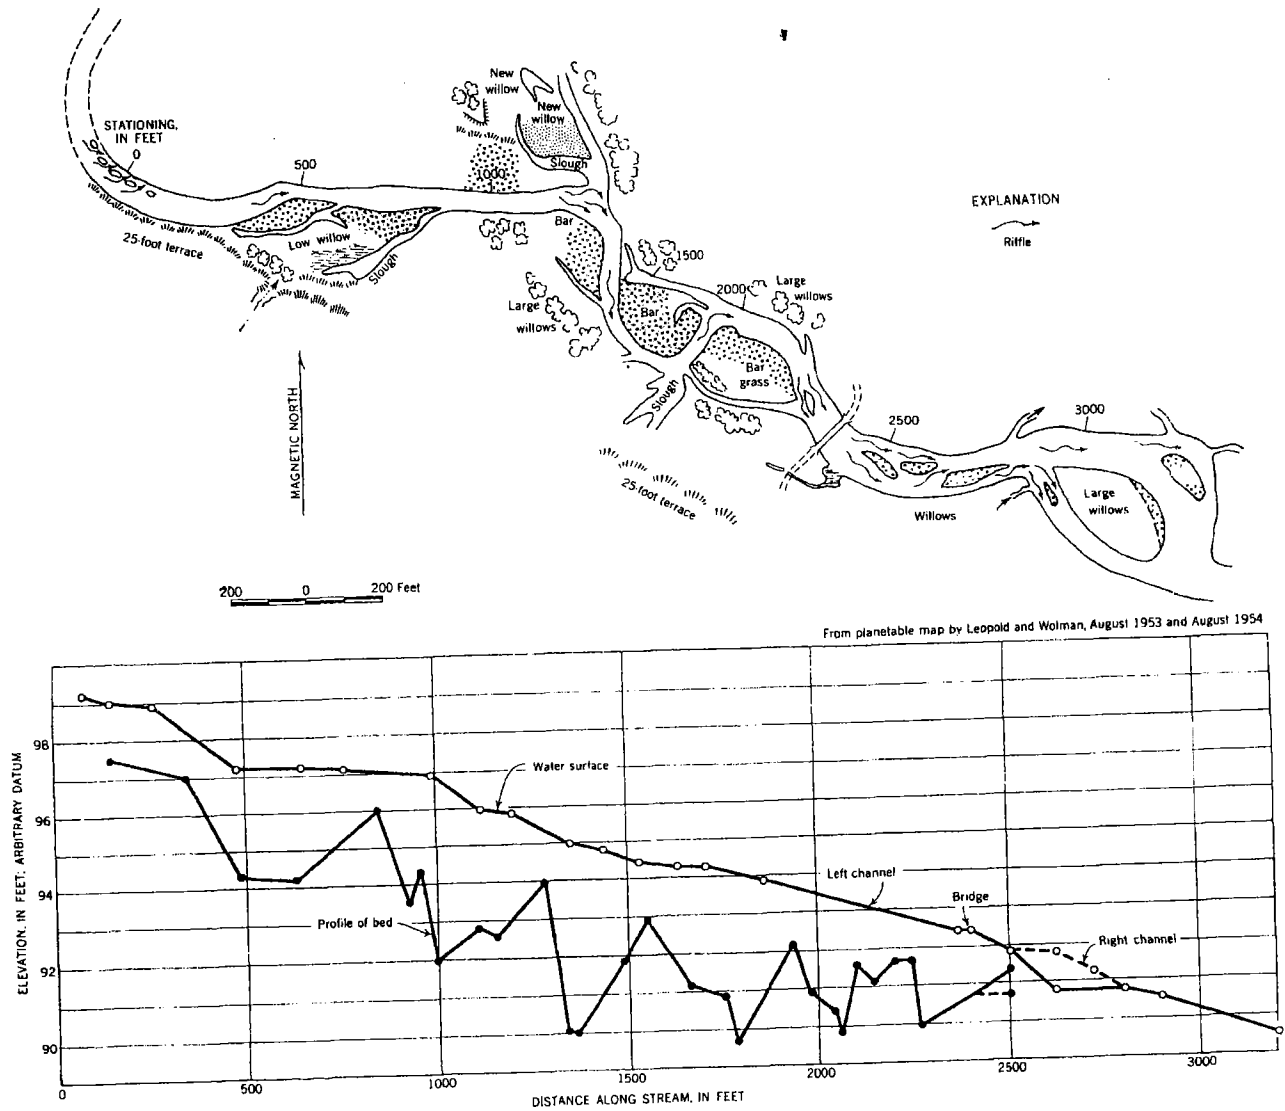 New
willow
New
willow
STATIONING,
IN FEET
0
500
Slough
1000
EXPLANATION
Riffle
Bar
25-foot terrace
Low willow
Slough
1500
2000
Large
willows
Large
willows
Bar
Bar
grass
Slough
MAGNETIC NORTH
2500
3000
25-foot terrace
Large
willows
Willows
200 0 200 Feet
From planetable map by Leopold and Wolman, August 1953 and August 1954
ELEVATION, IN FEET; ARBITRARY DATUM
98
96
94
92
90
Water surface
Left channel
Bridge
Profile of bed
Right channel
0
500
1000
1500
2000
2500
3000
DISTANCE ALONG STREAM, IN FEET